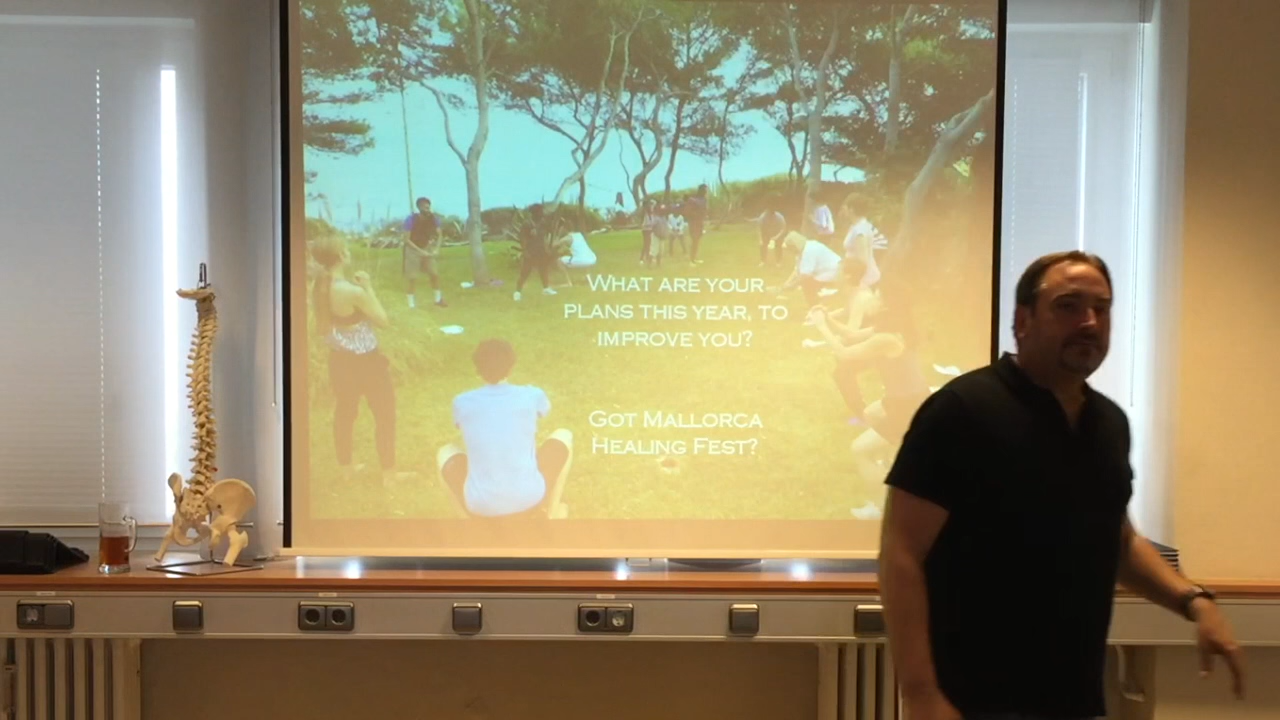 WHAT ARE YOUR
PLANS THIS YEAR, TO
IMPROVE YOU?
GOT MALLORCA
HEALING FEST?